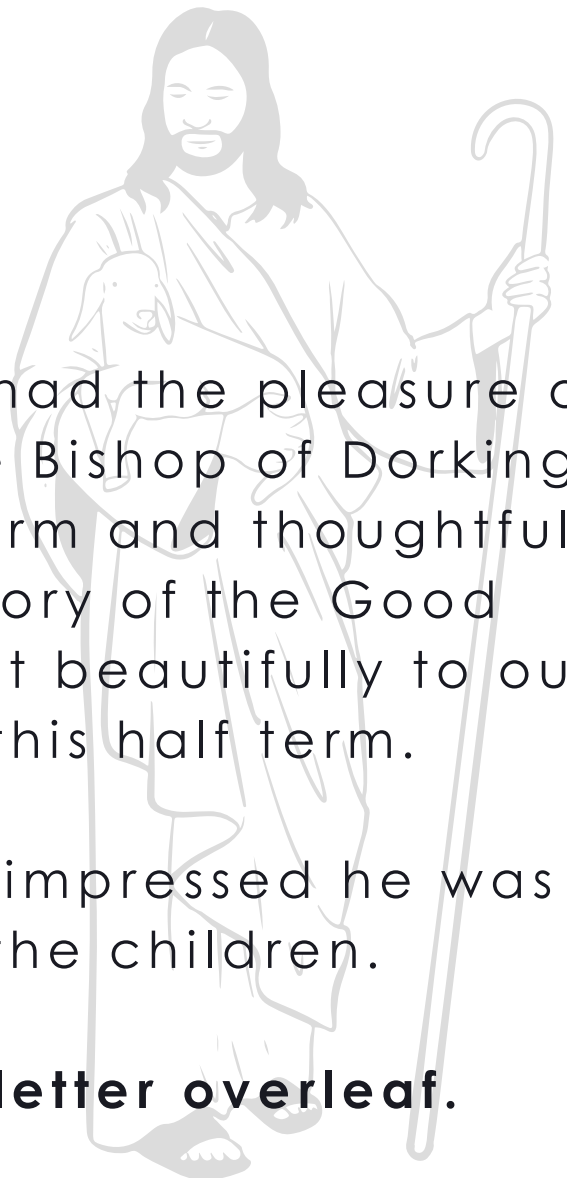 had the pleasure
Bishop of Dorking
rm and thoughtful
ory of the Good
t beautifully to ou
this half term.
impressed he was
the children.
letter overleaf.